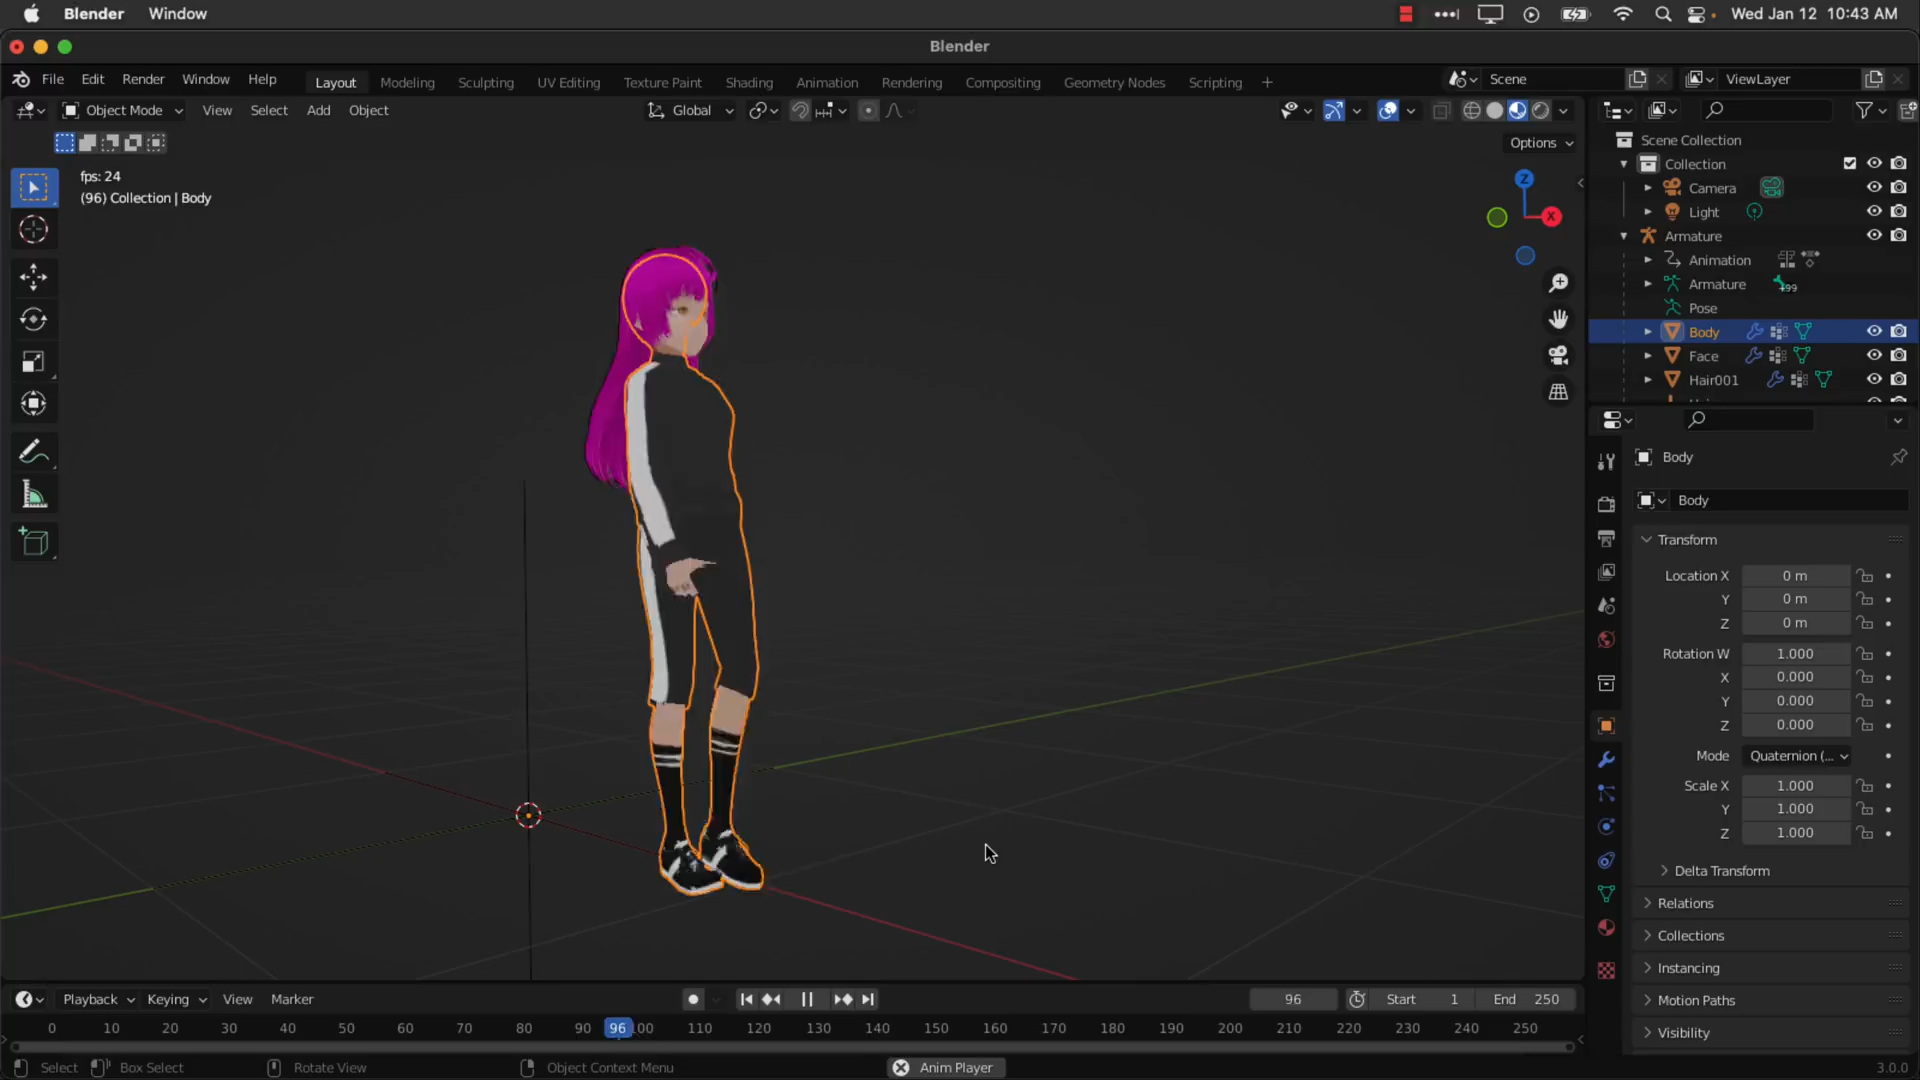 Blender Window Wed Jan 12 10:43 AM
Blender
File Edit Render Window Help Layout Modeling Sculpting UV Editing Texture Paint Shading Animation Rendering Compositing Geometry Nodes Scripting + Scene ViewLayer
Object Mode View Select Add Object Global
Options
fps: 24
(96) Collection | Body
Z
X
Scene Collection
Collection
Camera
Light
Armature
Animation
Armature 99
Pose
Body
Face
Hair001
Body
Body
Transform
Location X 0 m
Y 0 m
Z 0 m
Rotation W 1.000
X 0.000
Y 0.000
Z 0.000
Mode Quaternion (...
Scale X 1.000
Y 1.000
Z 1.000
Delta Transform
Relations
Collections
Instancing
Motion Paths
Visibility
Playback Keying View Marker 96 Start 1 End 250
0 10 20 30 40 50 60 70 80 90 96 100 110 120 130 140 150 160 170 180 190 200 210 220 230 240 250
Select Box Select Rotate View Object Context Menu Anim Player 3.0.0